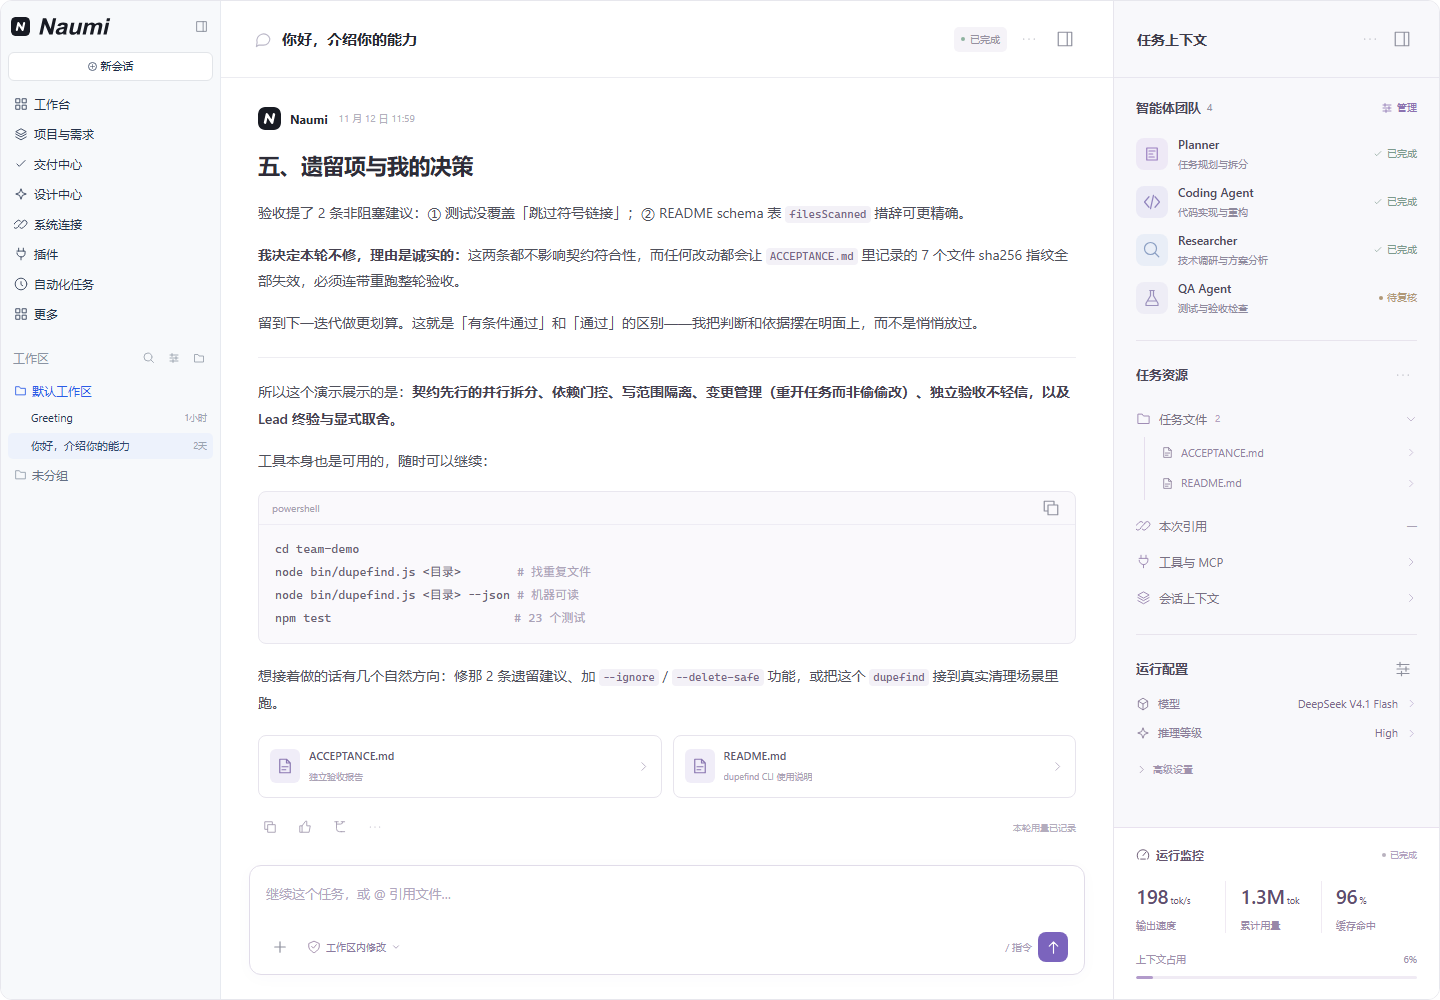 Naumi
新会话
工作台
项目与需求
交付中心
设计中心
系统连接
插件
自动化任务
更多
工作区
默认工作区
Greeting 1小时
你好，介绍你的能力 2天
未分组
你好，介绍你的能力
已完成
Naumi 11 月 12 日 11:59
五、遗留项与我的决策
验收提了 2 条非阻塞建议：① 测试没覆盖「跳过符号链接」；② README schema 表 filesScanned 措辞可更精确。
我决定本轮不修，理由是诚实的：这两条都不影响契约符合性，而任何改动都会让 ACCEPTANCE.md 里记录的 7 个文件 sha256 指纹全
部失效，必须连带重跑整轮验收。
留到下一迭代做更划算。这就是「有条件通过」和「通过」的区别——我把判断和依据摆在明面上，而不是悄悄放过。
所以这个演示展示的是：契约先行的并行拆分、依赖门控、写范围隔离、变更管理（重开任务而非偷偷改）、独立验收不轻信，以及
Lead 终验与显式取舍。
工具本身也是可用的，随时可以继续：
powershell
cd team-demo
node bin/dupefind.js <目录> # 找重复文件
node bin/dupefind.js <目录> --json # 机器可读
npm test # 23 个测试
想接着做的话有几个自然方向：修那 2 条遗留建议、加 --ignore / --delete-safe 功能，或把这个 dupefind 接到真实清理场景里
跑。
ACCEPTANCE.md
独立验收报告
README.md
dupefind CLI 使用说明
本轮用量已记录
继续这个任务，或 @ 引用文件...
工作区内修改
/ 指令
任务上下文
智能体团队 4 管理
Planner
任务规划与拆分
已完成
Coding Agent
代码实现与重构
已完成
Researcher
技术调研与方案分析
已完成
QA Agent
测试与验收检查
待复核
任务资源
任务文件 2
ACCEPTANCE.md
README.md
本次引用
工具与 MCP
会话上下文
运行配置
模型 DeepSeek V4.1 Flash
推理等级 High
高级设置
运行监控 已完成
198 tok/s 1.3M tok 96 %
输出速度 累计用量 缓存命中
上下文占用 6%